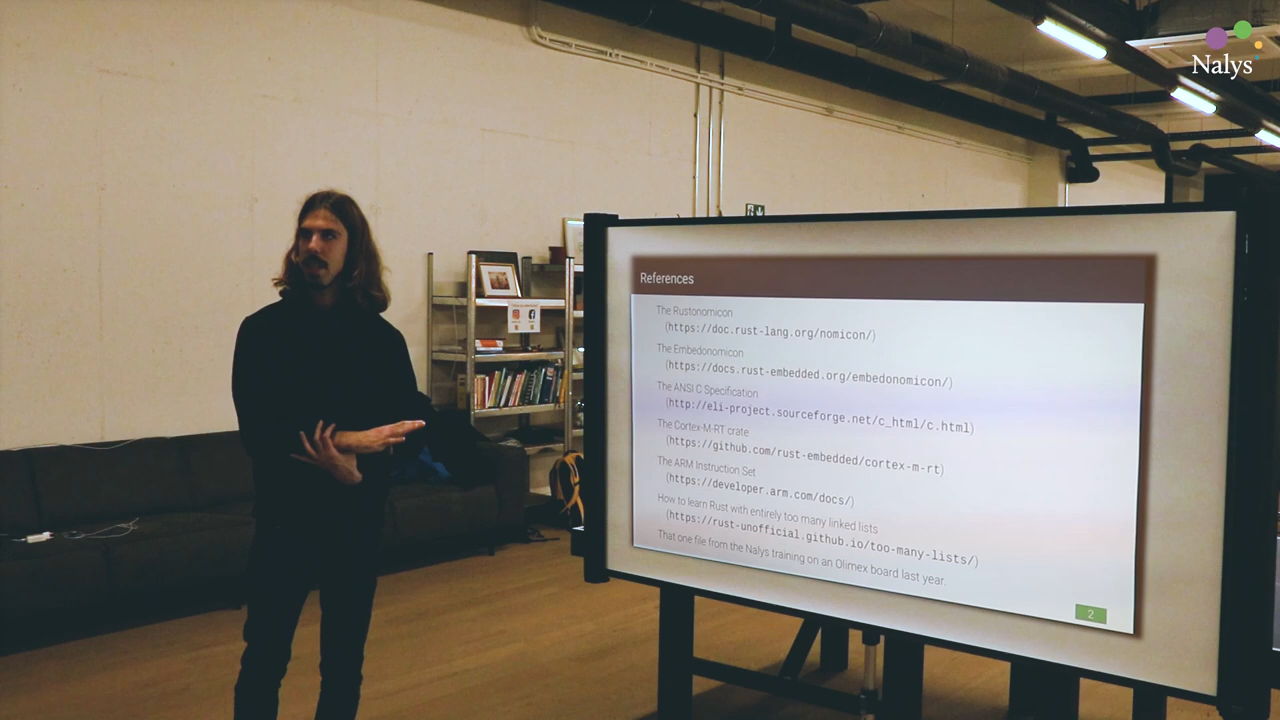 Nalys
References
The Rustonomicon
(https://doc.rust-lang.org/nomicon/)
The Embedonomicon
(https://docs.rust-embedded.org/embedonomicon/)
The ANSI C Specification
(http://eli-project.sourceforge.net/c_html/c.html)
The Cortex-M-RT crate
(https://github.com/rust-embedded/cortex-m-rt)
The ARM Instruction Set
(https://developer.arm.com/docs/)
How to learn Rust with entirely too many linked lists
(https://rust-unofficial.github.io/too-many-lists/)
That one file from the Nalys training on an Olimex board last year.
2